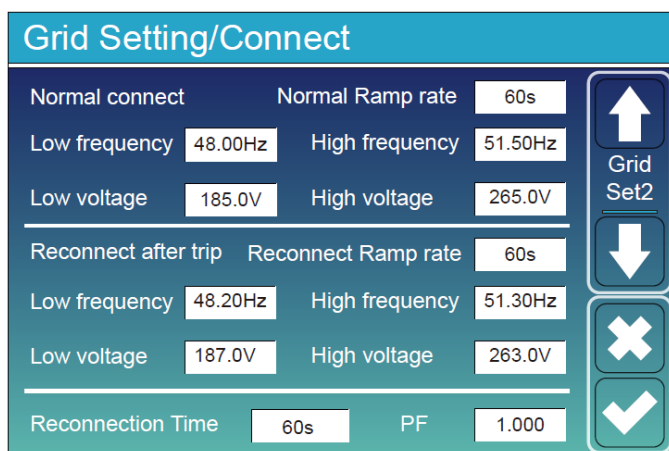 Grid Setting/Connect
Normal connect Normal Ramp rate 60s
Low frequency 48.00Hz High frequency 51.50Hz
Low voltage 185.0V High voltage 265.0V
Reconnect after trip Reconnect Ramp rate 60s
Low frequency 48.20Hz High frequency 51.30Hz
Low voltage 187.0V High voltage 263.0V
Reconnection Time 60s PF 1.000
Grid
Set2